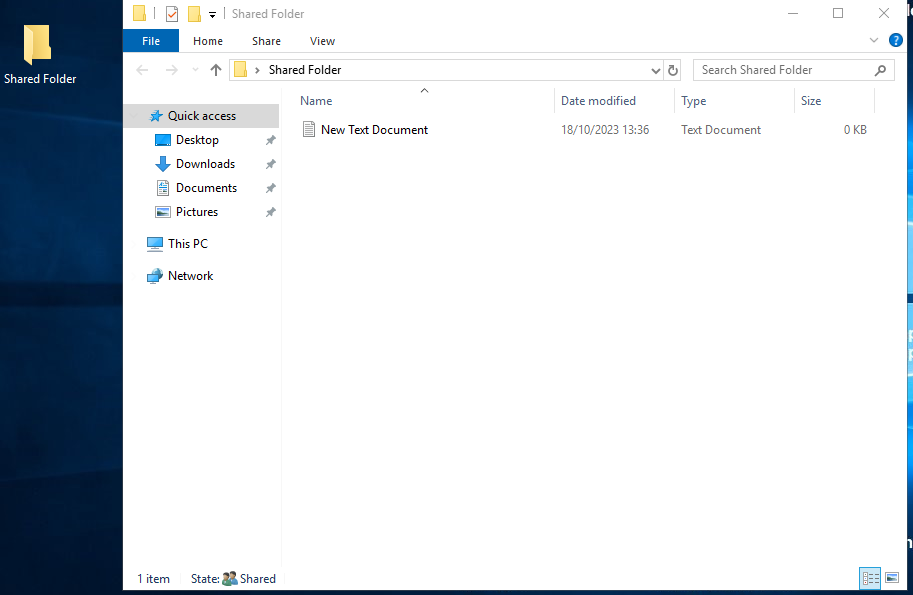 Shared Folder
Shared Folder
File Home Share View
?
Shared Folder
Search Shared Folder
Name Date modified Type Size
Quick access
New Text Document 18/10/2023 13:36 Text Document 0 KB
Desktop
Downloads
Documents
Pictures
This PC
Network
1 item State: Shared